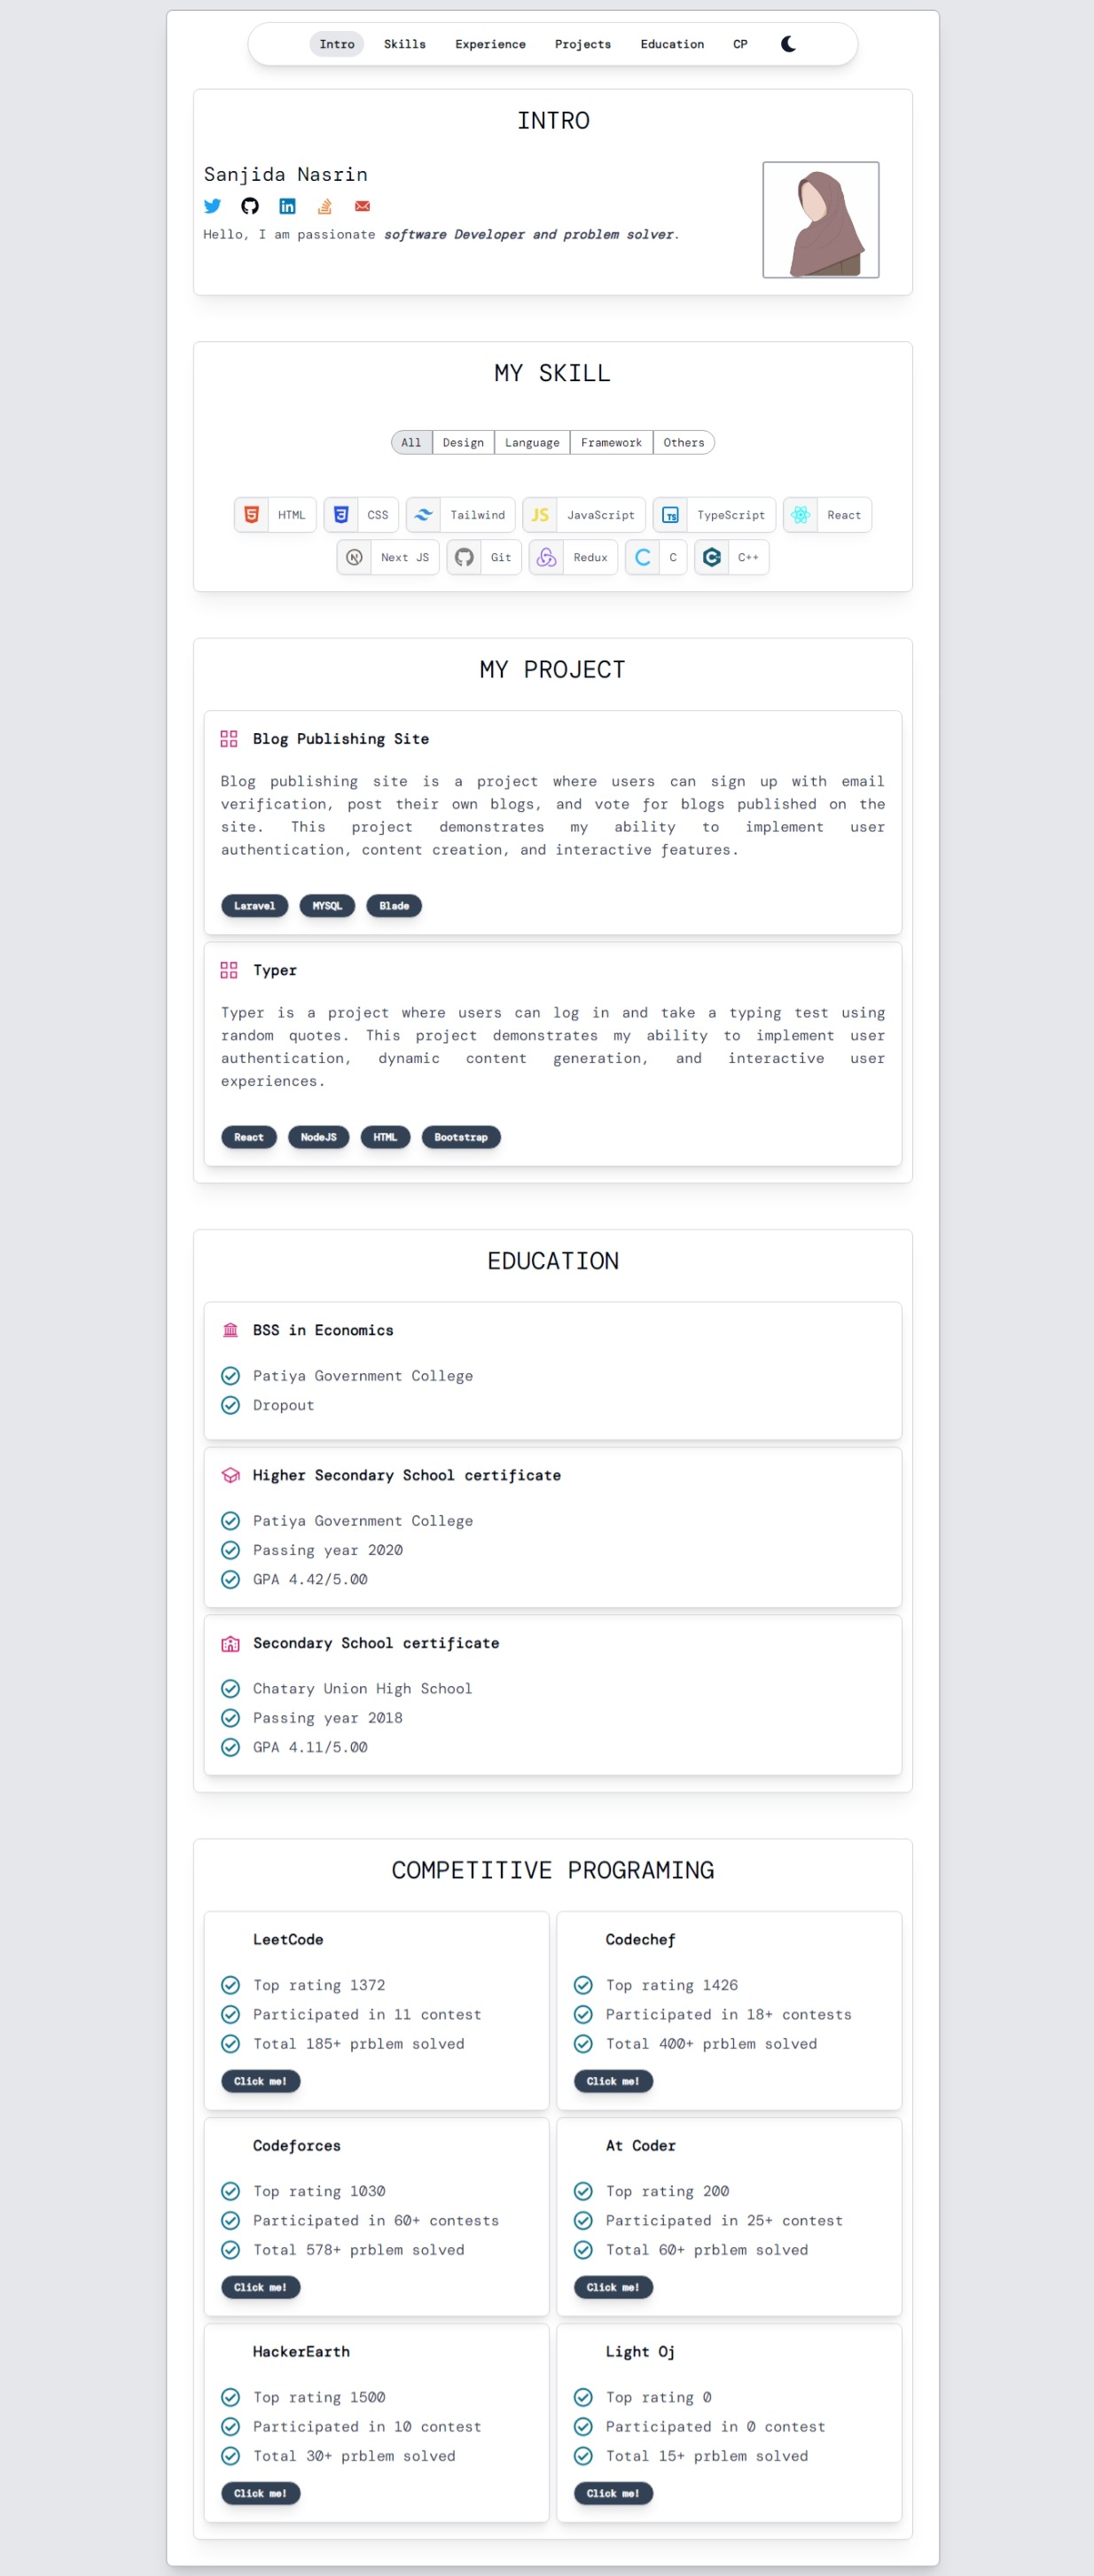 Intro Skills Experience Projects Education CP
INTRO
Sanjida Nasrin
Hello, I am passionate software Developer and problem solver.
MY SKILL
All Design Language Framework Others
HTML CSS Tailwind JS JavaScript TS TypeScript React
Next JS Git Redux C C++
MY PROJECT
Blog Publishing Site
Blog publishing site is a project where users can sign up with email
verification, post their own blogs, and vote for blogs published on the
site. This project demonstrates my ability to implement user
authentication, content creation, and interactive features.
Laravel MYSQL Blade
Typer
Typer is a project where users can log in and take a typing test using
random quotes. This project demonstrates my ability to implement user
authentication, dynamic content generation, and interactive user
experiences.
React NodeJS HTML Bootstrap
EDUCATION
BSS in Economics
Patiya Government College
Dropout
Higher Secondary School certificate
Patiya Government College
Passing year 2020
GPA 4.42/5.00
Secondary School certificate
Chatary Union High School
Passing year 2018
GPA 4.11/5.00
COMPETITIVE PROGRAMING
LeetCode
Top rating 1372
Participated in 11 contest
Total 185+ prblem solved
Click me!
Codechef
Top rating 1426
Participated in 18+ contests
Total 400+ prblem solved
Click me!
Codeforces
Top rating 1030
Participated in 60+ contests
Total 578+ prblem solved
Click me!
At Coder
Top rating 200
Participated in 25+ contest
Total 60+ prblem solved
Click me!
HackerEarth
Top rating 1500
Participated in 10 contest
Total 30+ prblem solved
Click me!
Light Oj
Top rating 0
Participated in 0 contest
Total 15+ prblem solved
Click me!